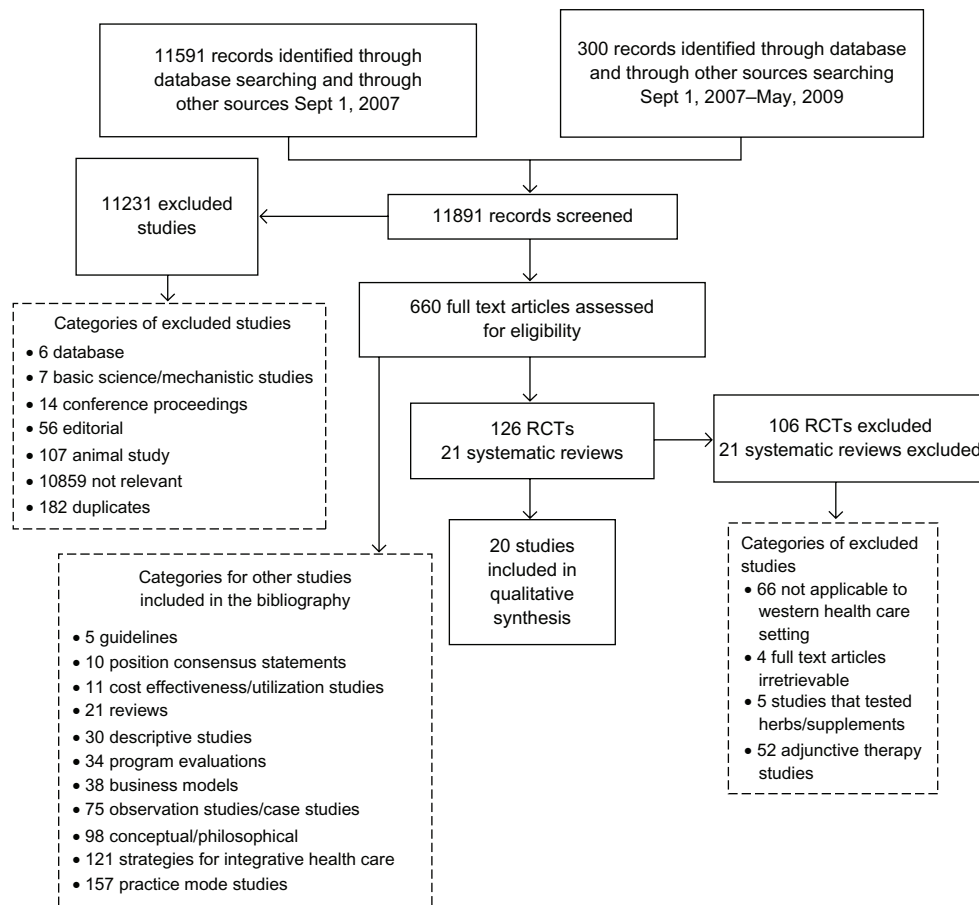 11591 records identified through
database searching and through
other sources Sept 1, 2007
300 records identified through database
and through other sources searching
Sept 1, 2007–May, 2009
11231 excluded
studies
11891 records screened
660 full text articles assessed
for eligibility
Categories of excluded studies
• 6 database
• 7 basic science/mechanistic studies
• 14 conference proceedings
• 56 editorial
• 107 animal study
• 10859 not relevant
• 182 duplicates
126 RCTs
21 systematic reviews
106 RCTs excluded
21 systematic reviews excluded
20 studies
included in
qualitative
synthesis
Categories of excluded
studies
• 66 not applicable to
western health care
setting
• 4 full text articles
irretrievable
• 5 studies that tested
herbs/supplements
• 52 adjunctive therapy
studies
Categories for other studies
included in the bibliography
• 5 guidelines
• 10 position consensus statements
• 11 cost effectiveness/utilization studies
• 21 reviews
• 30 descriptive studies
• 34 program evaluations
• 38 business models
• 75 observation studies/case studies
• 98 conceptual/philosophical
• 121 strategies for integrative health care
• 157 practice mode studies